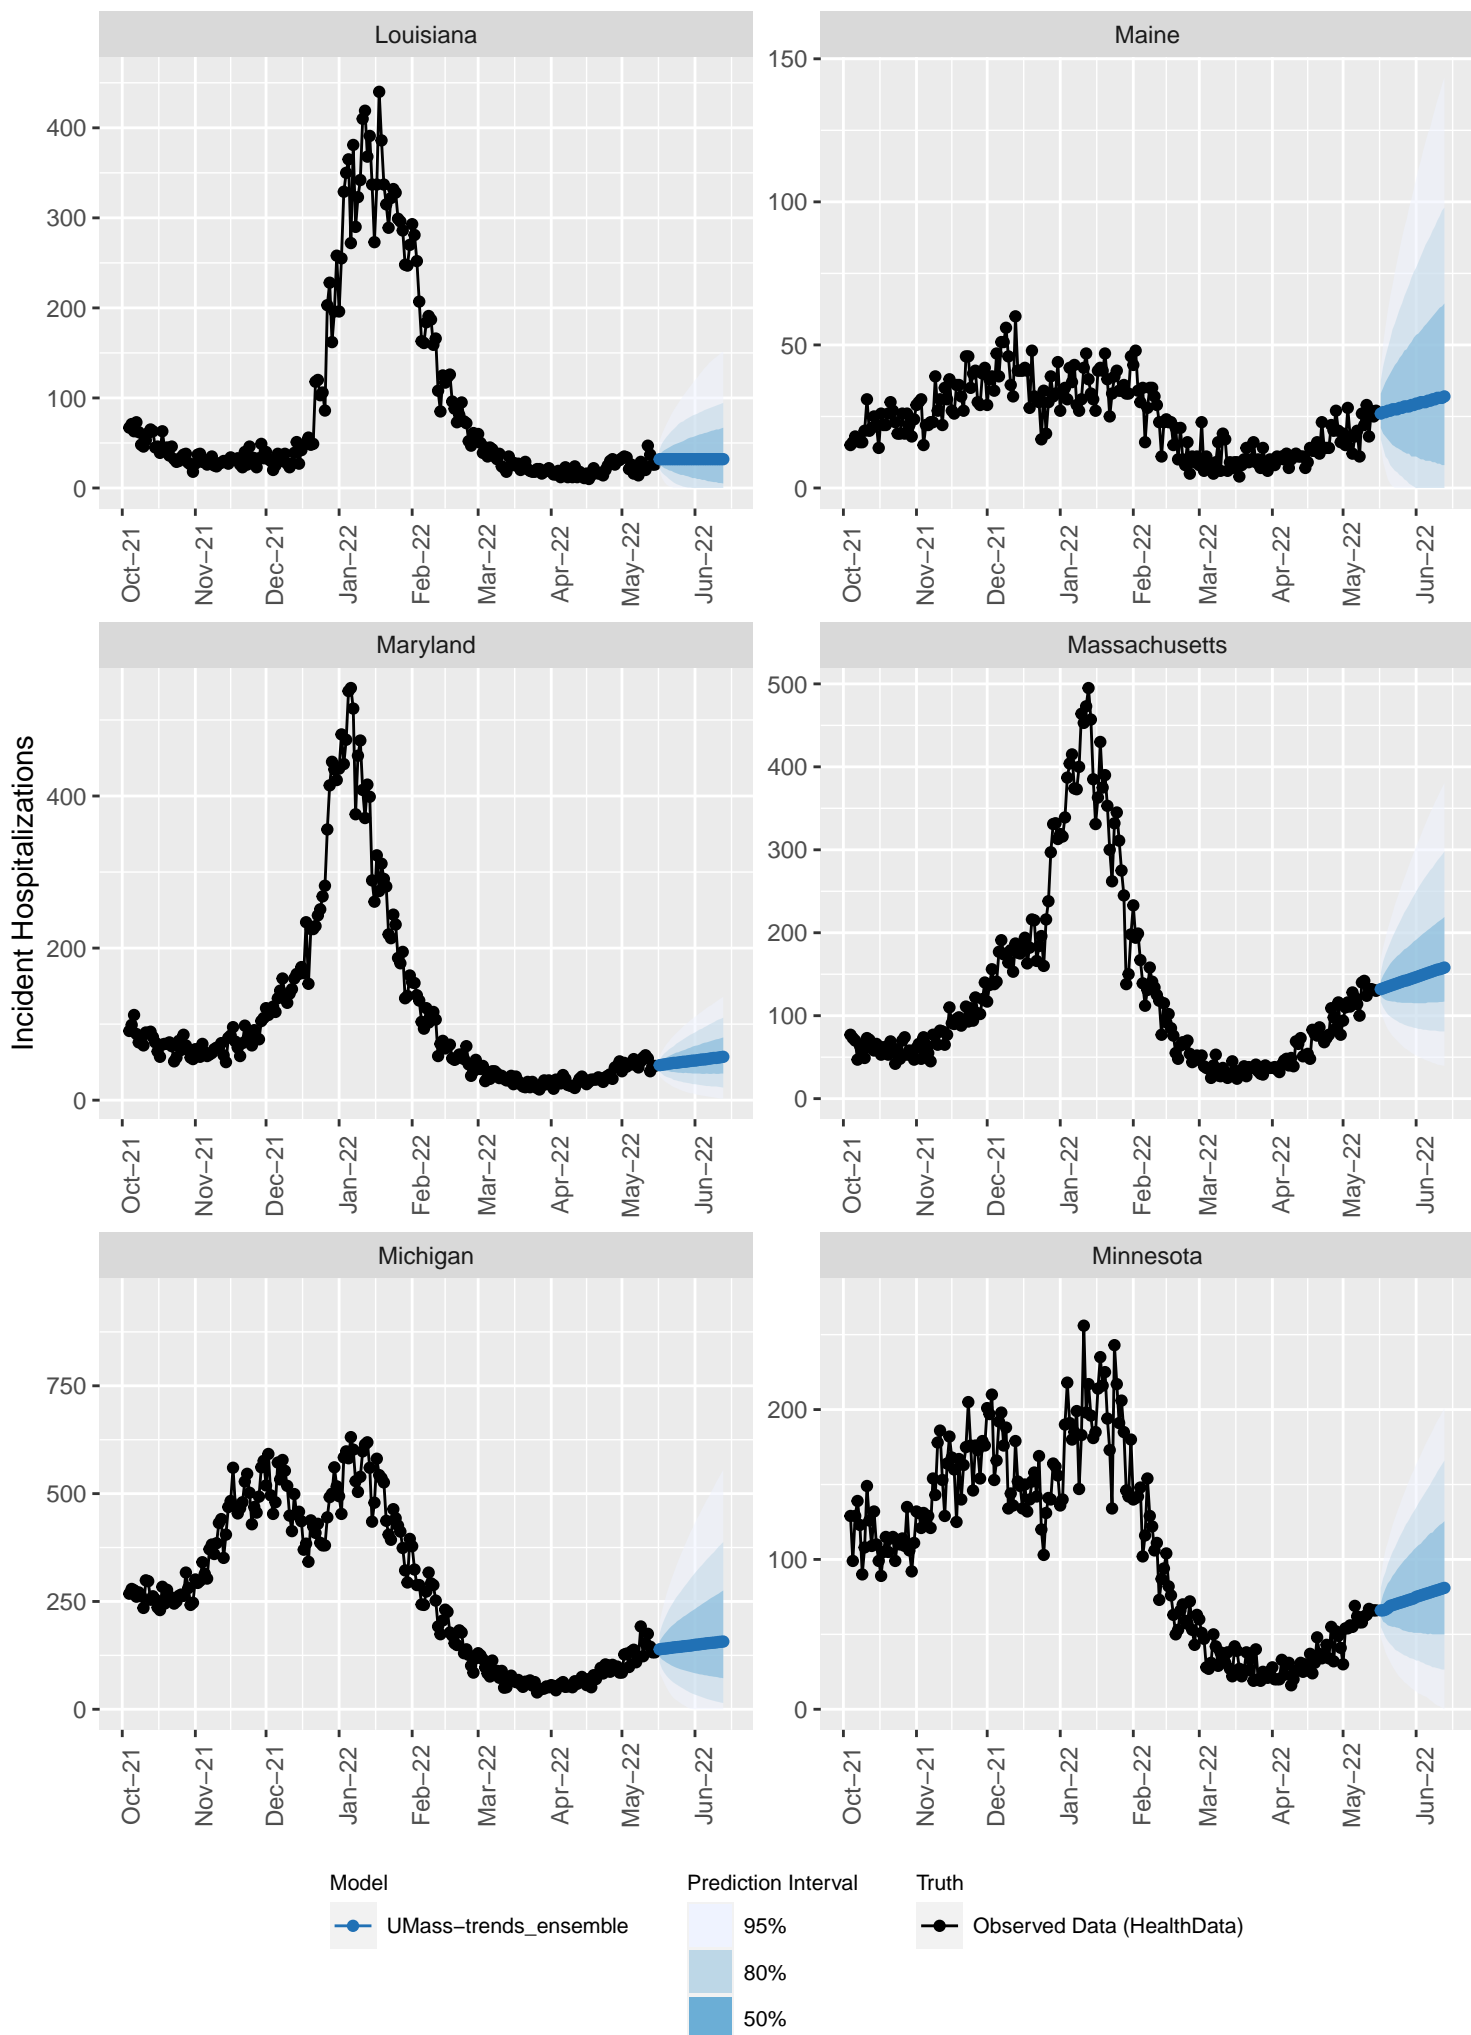 Louisiana
Maine
400
300
200
100
0
150
100
50
0
Oct−21
Nov−21
Dec−21
Jan−22
Feb−22
Mar−22
Apr−22
May−22
Jun−22
Oct−21
Nov−21
Dec−21
Jan−22
Feb−22
Mar−22
Apr−22
May−22
Jun−22
Incident Hospitalizations
Maryland
Massachusetts
400
200
0
500
400
300
200
100
0
Oct−21
Nov−21
Dec−21
Jan−22
Feb−22
Mar−22
Apr−22
May−22
Jun−22
Oct−21
Nov−21
Dec−21
Jan−22
Feb−22
Mar−22
Apr−22
May−22
Jun−22
Michigan
Minnesota
750
500
250
0
200
100
0
Oct−21
Nov−21
Dec−21
Jan−22
Feb−22
Mar−22
Apr−22
May−22
Jun−22
Oct−21
Nov−21
Dec−21
Jan−22
Feb−22
Mar−22
Apr−22
May−22
Jun−22
Model
UMass−trends_ensemble
Prediction Interval
95%
80%
50%
Truth
Observed Data (HealthData)